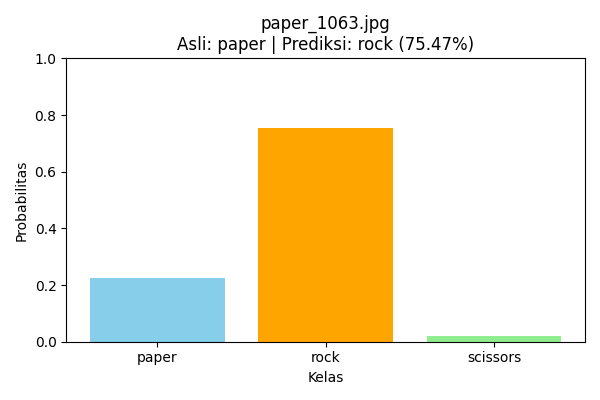 paper_1063.jpg
Asli: paper | Prediksi: rock (75.47%)
1.0
0.8
0.6
0.4
0.2
0.0
Probabilitas
paper
rock
scissors
Kelas